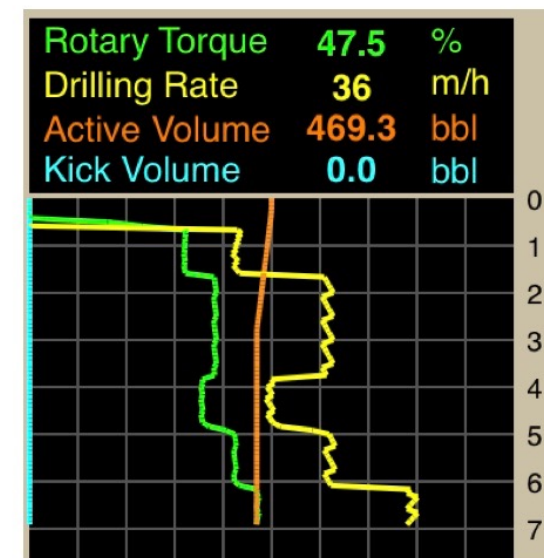 Rotary Torque 47.5 %
Drilling Rate 36 m/h
Active Volume 469.3 bbl
Kick Volume 0.0 bbl
0
1
2
3
4
5
6
7